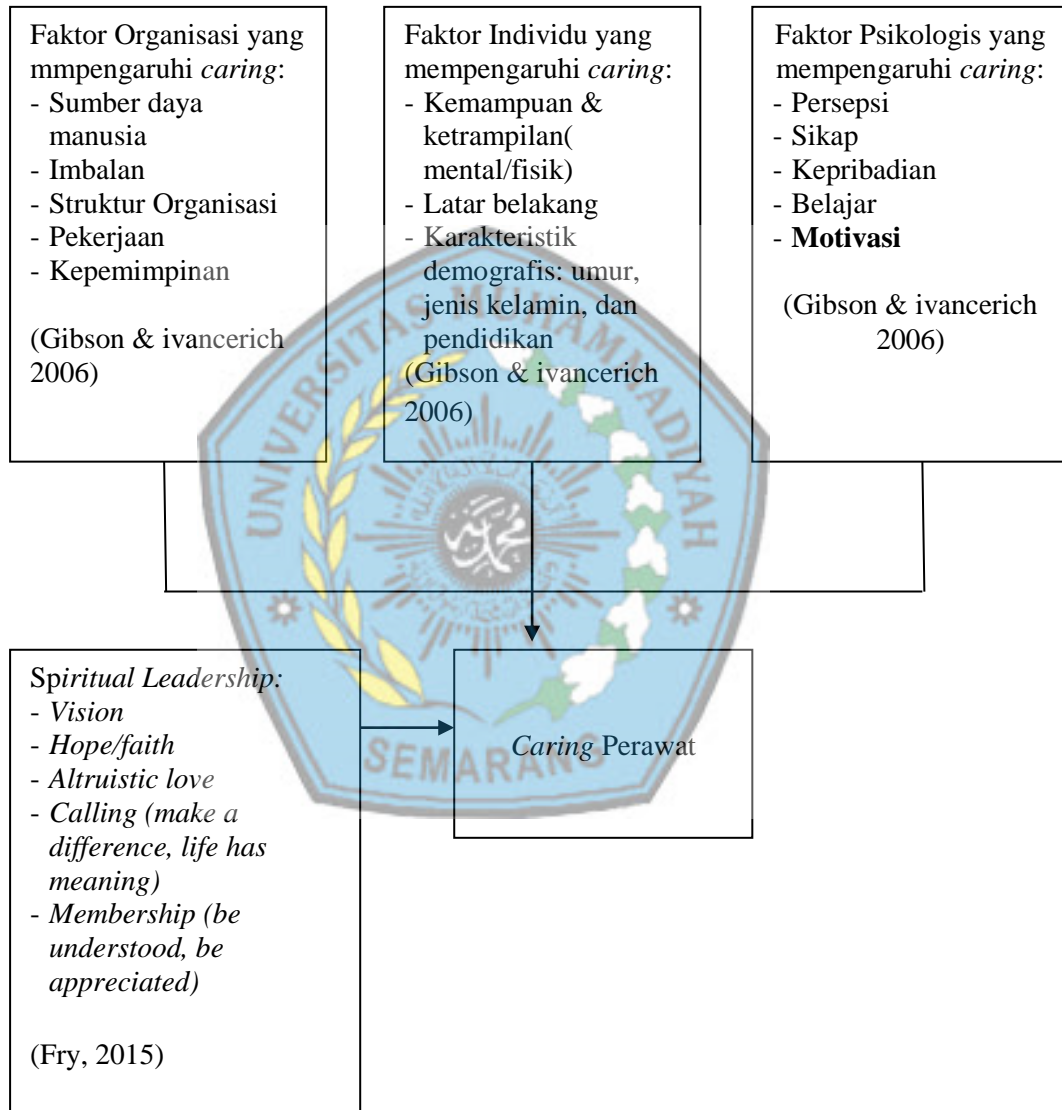 Faktor Organisasi yang
mmpengaruhi caring:
- Sumber daya
manusia
- Imbalan
- Struktur Organisasi
- Pekerjaan
- Kepemimpinan
(Gibson & ivancerich
2006)
Faktor Individu yang
mempengaruhi caring:
- Kemampuan &
ketrampilan(
mental/fisik)
- Latar belakang
- Karakteristik
demografis: umur,
jenis kelamin, dan
pendidikan
(Gibson & ivancerich
2006)
Faktor Psikologis yang
mempengaruhi caring:
- Persepsi
- Sikap
- Kepribadian
- Belajar
- Motivasi
(Gibson & ivancerich
2006)
UNIVERSITAS MUHAMMADIYAH
SEMARANG
Spiritual Leadership:
- Vision
- Hope/faith
- Altruistic love
- Calling (make a
difference, life has
meaning)
- Membership (be
understood, be
appreciated)
(Fry, 2015)
Caring Perawat